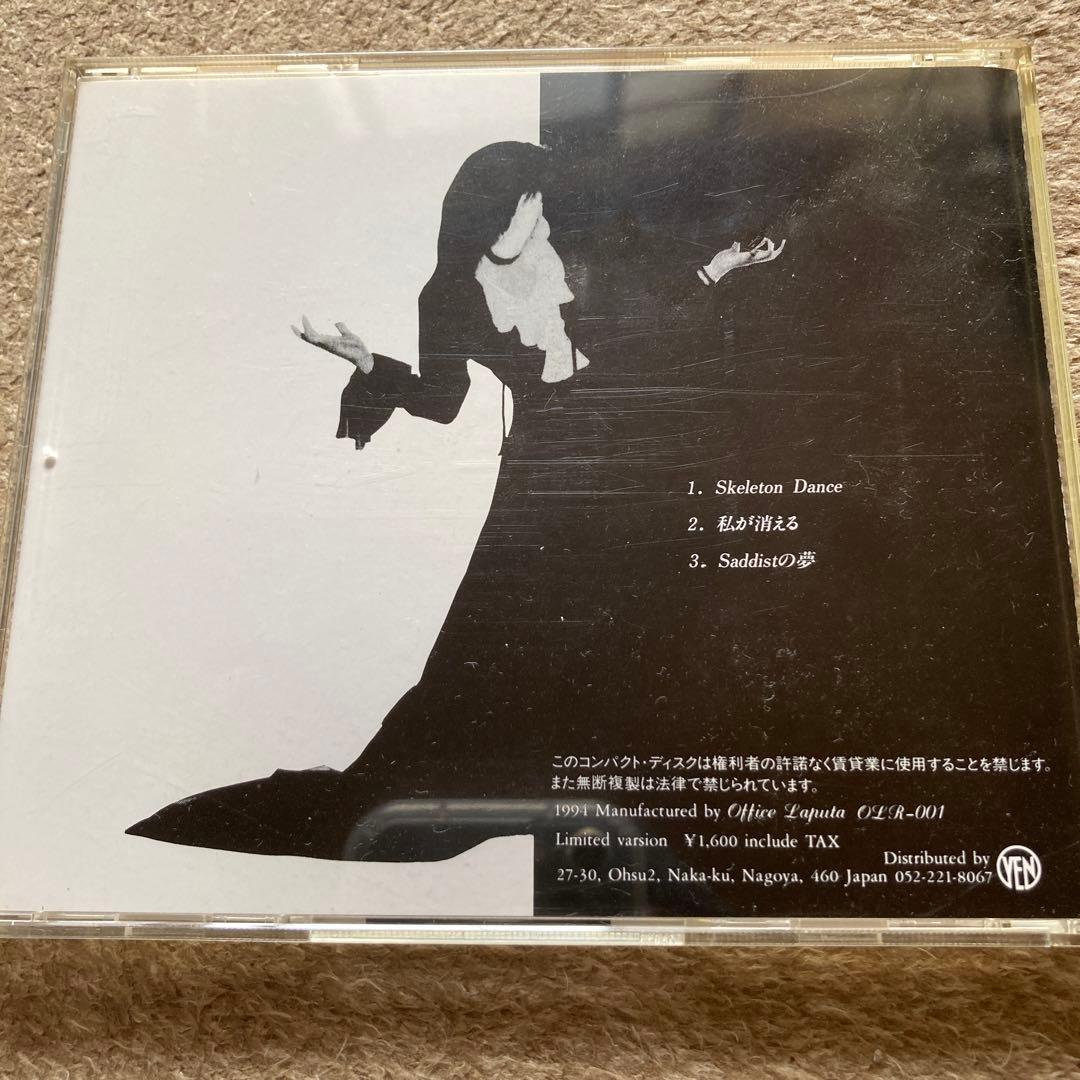 1. Skeleton Dance
2. 私が消える
3. Saddistの夢
このコンパクト・ディスクは権利者の許諾なく賃貸業に使用することを禁じます。
また無断複製は法律で禁じられています。
1994 Manufactured by Office Laputa OLR-001
Limited varsion ¥1,600 include TAX
Distributed by
27-30, Ohsu2, Naka-ku, Nagoya, 460 Japan 052-221-8067
YEN